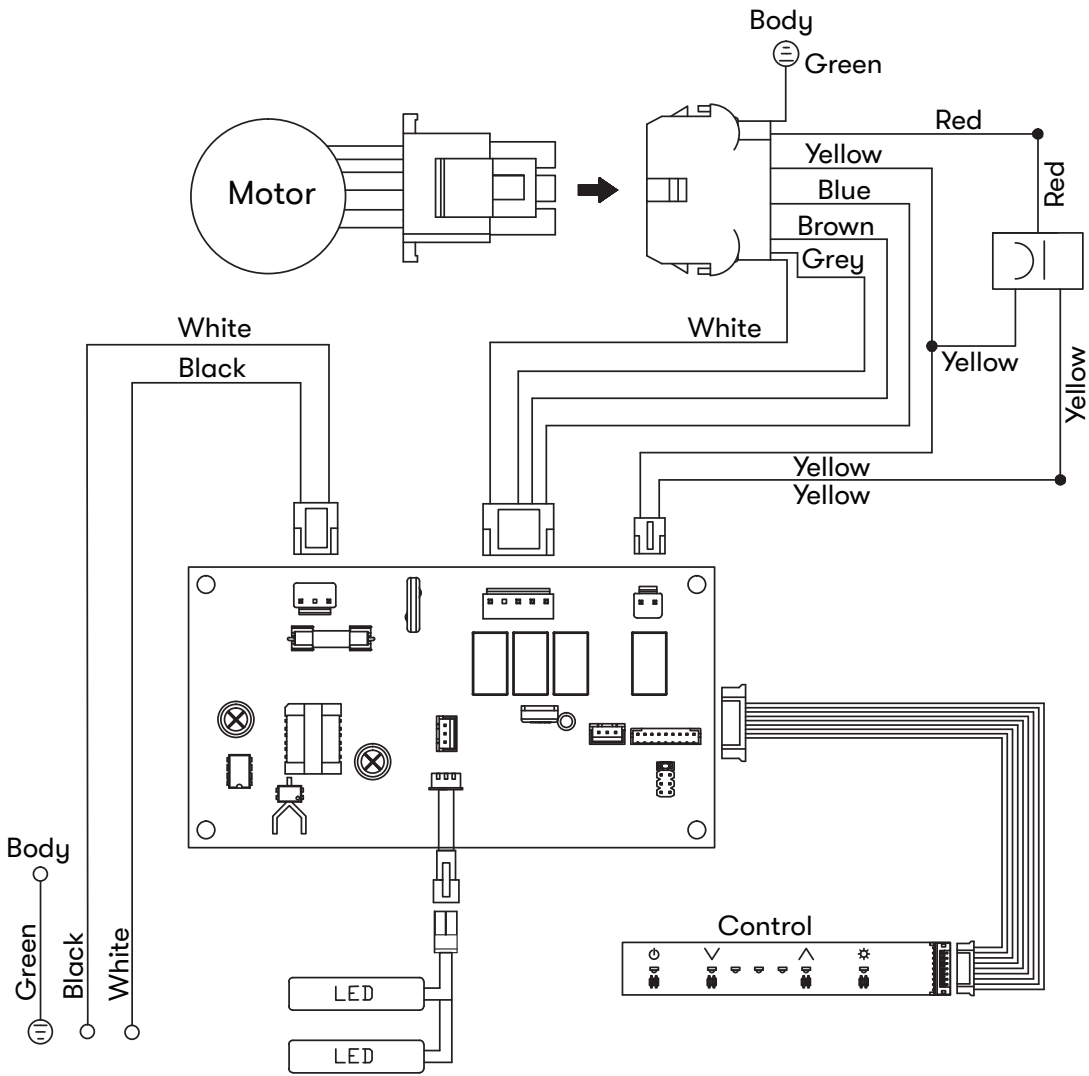 Body
Green
Red
Yellow
Red
Motor
Blue
Brown
Grey
White
White
Black
Yellow
Yellow
Yellow
Yellow
Body
Green
Black
White
Control
LED
LED